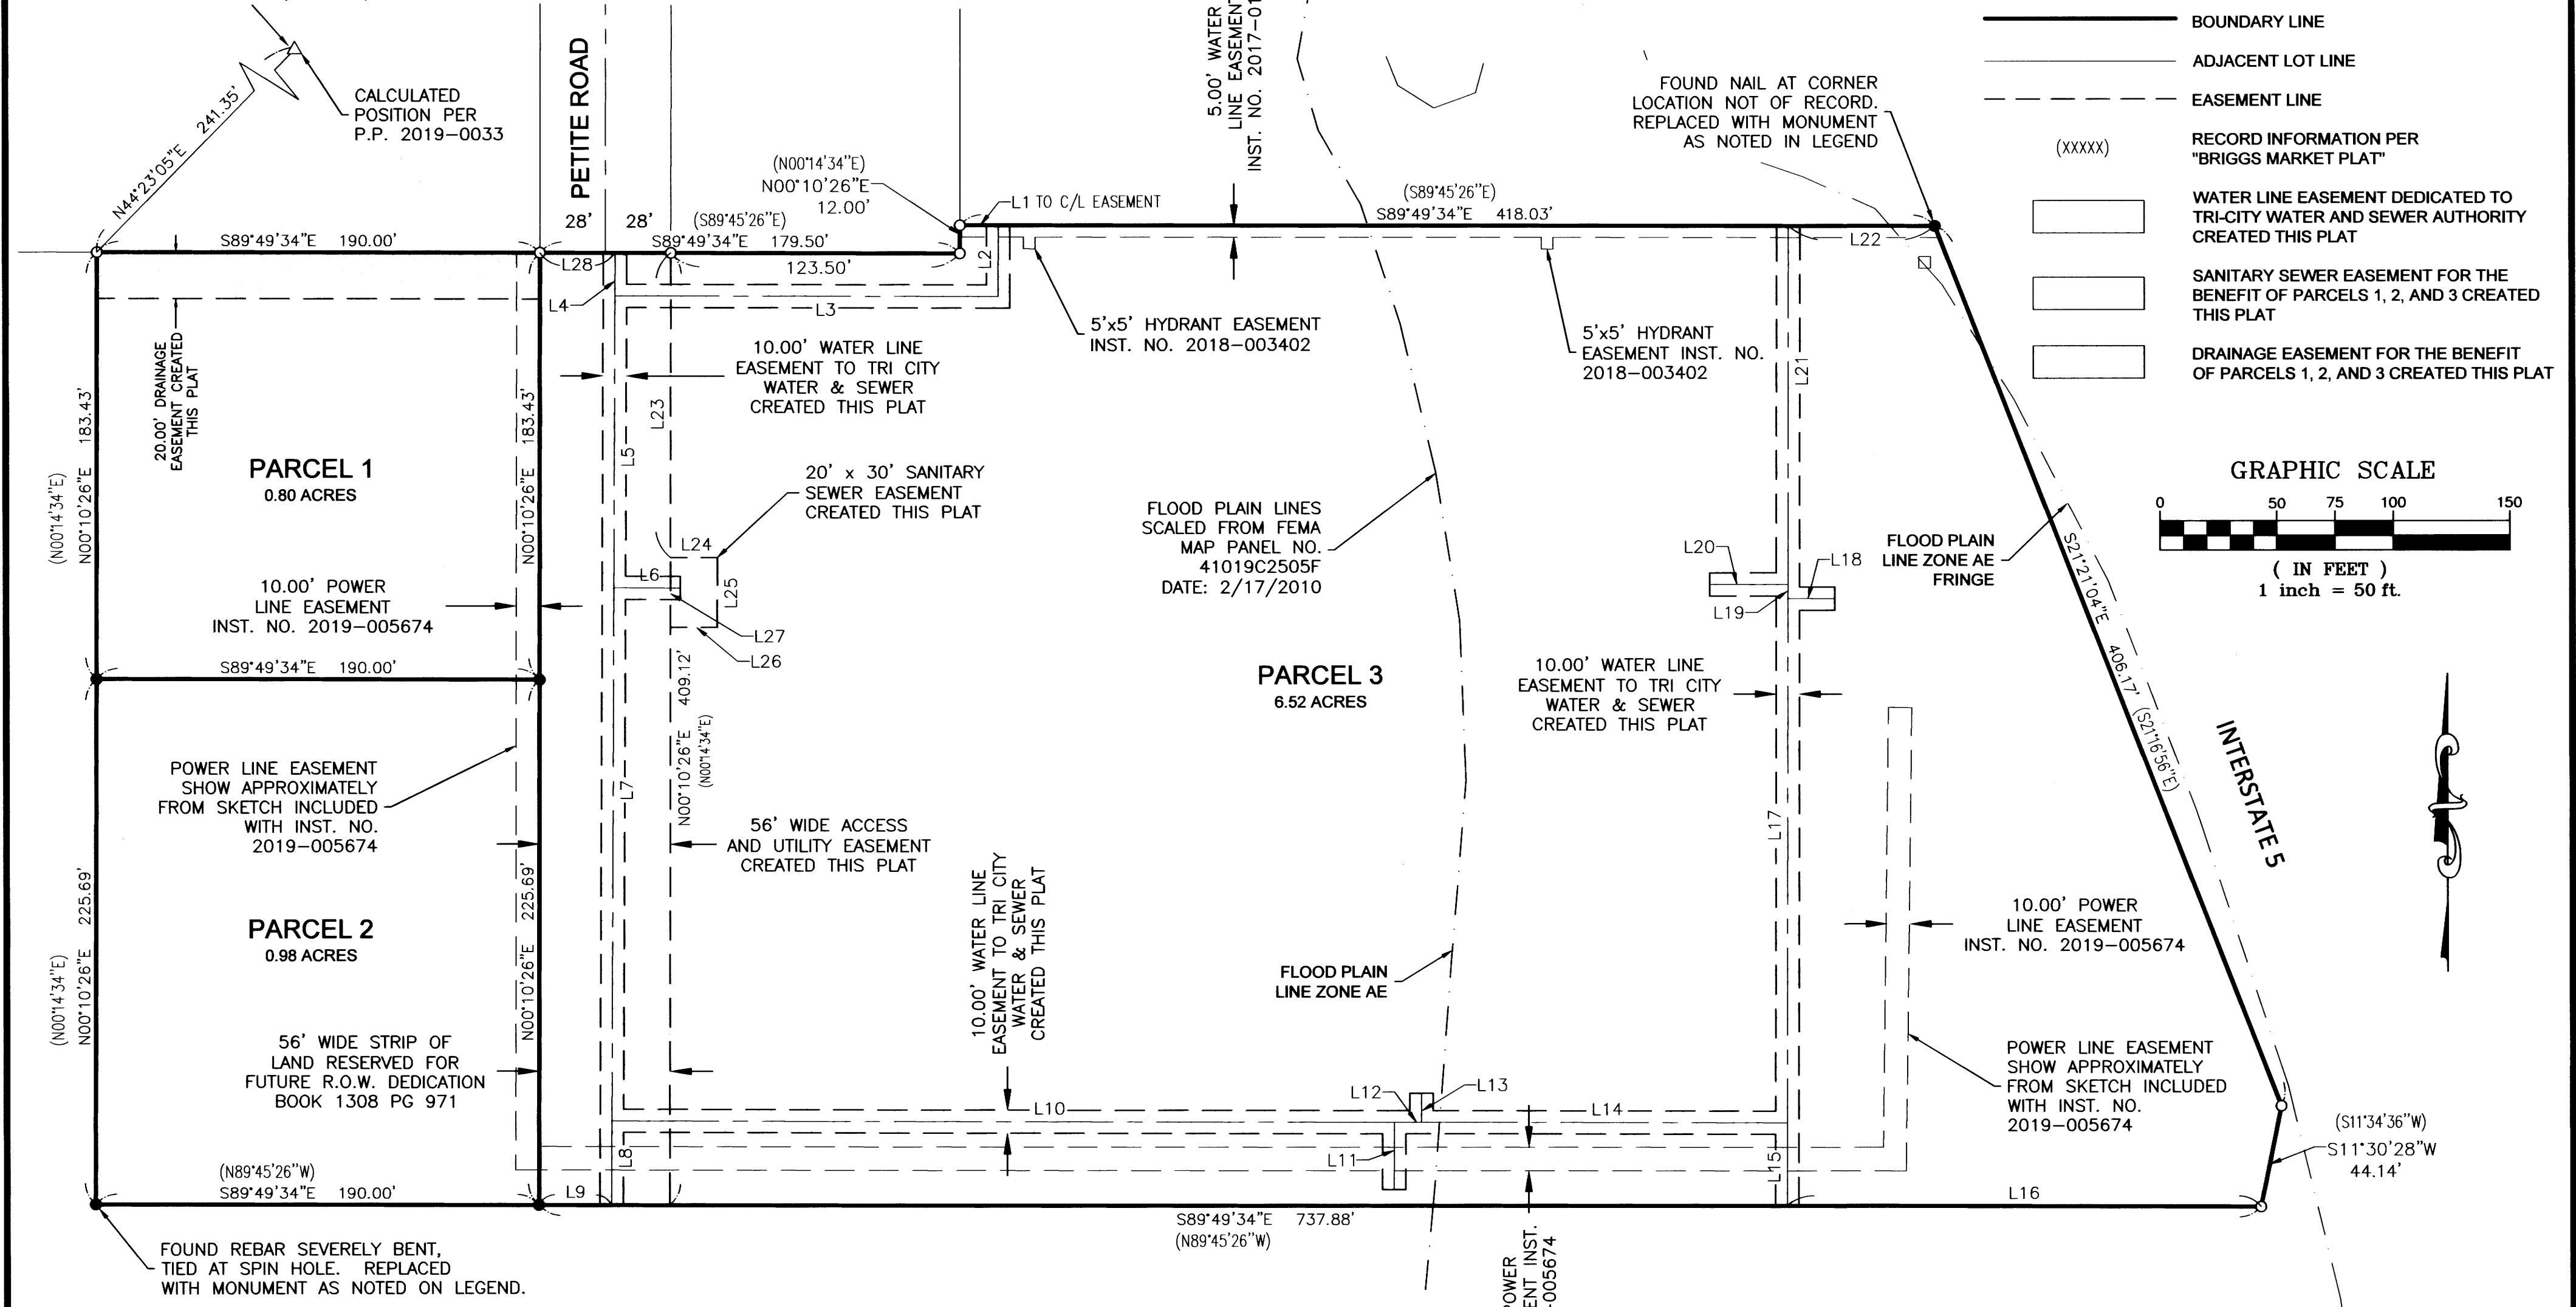 CALCULATED
POSITION PER
P.P. 2019-0033
N44°23'05"E 241.35'
PETITE ROAD
28' 28'
(N00°14'34"E)
N00°10'26"E
12.00'
(S89°45'26"E)
S89°49'34"E 179.50'
123.50'
S89°49'34"E 190.00'
L28
L4
L3
L2
L1 TO C/L EASEMENT
5.00' WATER
LINE EASEMENT
INST. NO. 2017-01
(S89°45'26"E)
S89°49'34"E 418.03'
L22
FOUND NAIL AT CORNER
LOCATION NOT OF RECORD.
REPLACED WITH MONUMENT
AS NOTED IN LEGEND
BOUNDARY LINE
ADJACENT LOT LINE
EASEMENT LINE
(XXXXX)
RECORD INFORMATION PER
"BRIGGS MARKET PLAT"
WATER LINE EASEMENT DEDICATED TO
TRI-CITY WATER AND SEWER AUTHORITY
CREATED THIS PLAT
SANITARY SEWER EASEMENT FOR THE
BENEFIT OF PARCELS 1, 2, AND 3 CREATED
THIS PLAT
DRAINAGE EASEMENT FOR THE BENEFIT
OF PARCELS 1, 2, AND 3 CREATED THIS PLAT
GRAPHIC SCALE
0 50 75 100 150
( IN FEET )
1 inch = 50 ft.
20.00' DRAINAGE
EASEMENT CREATED
THIS PLAT
(N00°14'34"E)
N00°10'26"E 183.43'
N00°10'26"E 183.43'
PARCEL 1
0.80 ACRES
10.00' POWER
LINE EASEMENT
INST. NO. 2019-005674
S89°49'34"E 190.00'
10.00' WATER LINE
EASEMENT TO TRI CITY
WATER & SEWER
CREATED THIS PLAT
L5
L23
20' x 30' SANITARY
SEWER EASEMENT
CREATED THIS PLAT
L24
L6
L25
L27
L26
5'x5' HYDRANT EASEMENT
INST. NO. 2018-003402
5'x5' HYDRANT
EASEMENT INST. NO.
2018-003402
FLOOD PLAIN LINES
SCALED FROM FEMA
MAP PANEL NO.
41019C2505F
DATE: 2/17/2010
L21
L20
L18
L19
FLOOD PLAIN
LINE ZONE AE
FRINGE
S21°21'04"E 406.17' (S21°16'56"E)
INTERSTATE 5
PARCEL 3
6.52 ACRES
10.00' WATER LINE
EASEMENT TO TRI CITY
WATER & SEWER
CREATED THIS PLAT
POWER LINE EASEMENT
SHOW APPROXIMATELY
FROM SKETCH INCLUDED
WITH INST. NO.
2019-005674
L7
N00°10'26"E 409.12'
(N00°14'34"E)
56' WIDE ACCESS
AND UTILITY EASEMENT
CREATED THIS PLAT
L17
(N00°14'34"E)
N00°10'26"E 225.69'
N00°10'26"E 225.69'
PARCEL 2
0.98 ACRES
10.00' WATER LINE
EASEMENT TO TRI CITY
WATER & SEWER
CREATED THIS PLAT
FLOOD PLAIN
LINE ZONE AE
10.00' POWER
LINE EASEMENT
INST. NO. 2019-005674
56' WIDE STRIP OF
LAND RESERVED FOR
FUTURE R.O.W. DEDICATION
BOOK 1308 PG 971
POWER LINE EASEMENT
SHOW APPROXIMATELY
FROM SKETCH INCLUDED
WITH INST. NO.
2019-005674
L10
L12
L13
L14
L8
L11
L15
(S11°34'36"W)
S11°30'28"W
44.14'
(N89°45'26"W)
S89°49'34"E 190.00'
L9
L16
S89°49'34"E 737.88'
(N89°45'26"W)
FOUND REBAR SEVERELY BENT,
TIED AT SPIN HOLE. REPLACED
WITH MONUMENT AS NOTED ON LEGEND.
POWER
ENT INST.
-005674